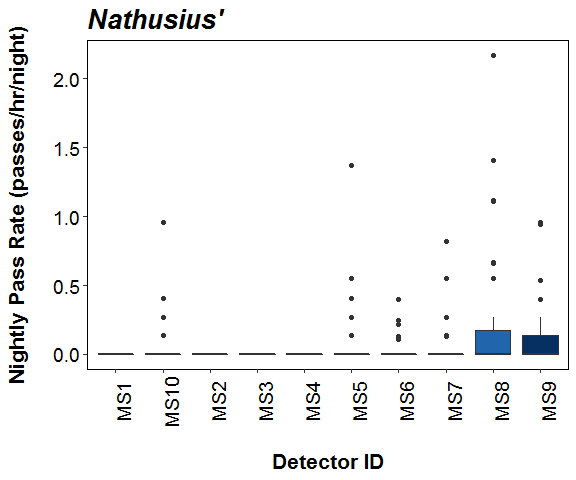 Nathusius'
Nightly Pass Rate (passes/hr/night)
2.0
1.5
1.0
0.5
0.0
MS1
MS10
MS2
MS3
MS4
MS5
MS6
MS7
MS8
MS9
Detector ID